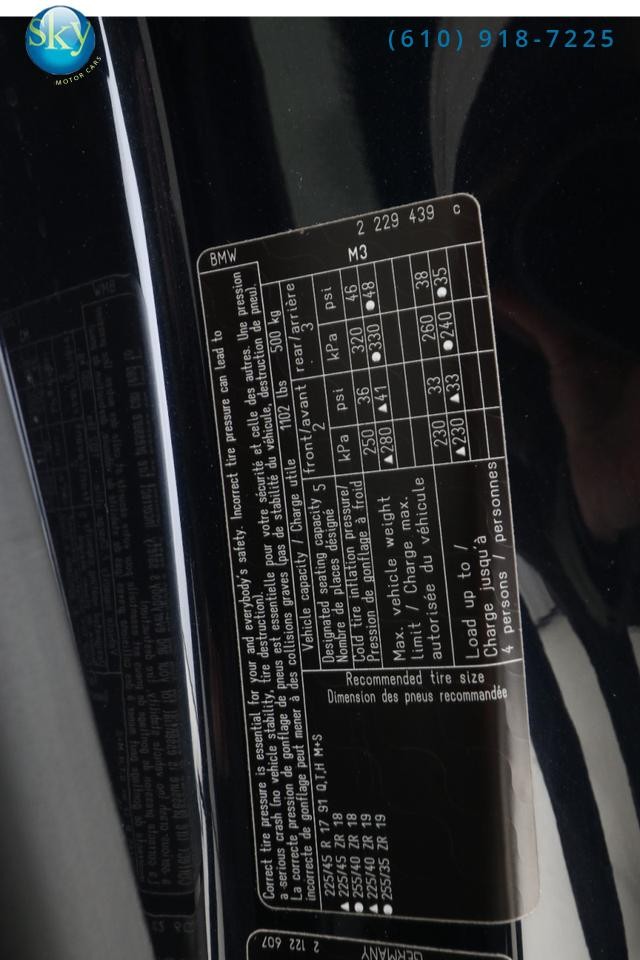 Sky
MOTOR CARS
(610) 918-7225
BMW M3 2 229 439 c
Correct tire pressure is essential for your and everybody's safety. Incorrect tire pressure can lead to
a serious crash (no vehicle stability, tire destruction).
La correcte pression de gonflage de pneus est essentielle pour votre sécurité et celle des autres. Une pression
incorrecte de gonflage peut mener à des collisions graves (pas de stabilité du véhicule, destruction de pneu).
Vehicle capacity / Charge utile 1102 lbs 500 kg
Designated seating capacity 5 front/avant rear/arrière
Nombre de places désigné 2 3
Cold tire inflation pressure/ kPa psi kPa psi
Pression de gonflage à froid
Max. vehicle weight 250 36 320 46
limit / Charge max. ▲280 ▲41 ●330 ●48
autorisée du véhicule
Load up to / 230 33 260 38
Charge jusqu'à ▲230 ▲33 ●240 ●35
4 persons / personnes
Recommended tire size
Dimension des pneus recommandée
225/45 R 17 91 Q,T,H M+S
▲ 225/45 ZR 18
● 255/40 ZR 18
▲ 225/40 ZR 19
● 255/35 ZR 19
2 122 607
GERMANY